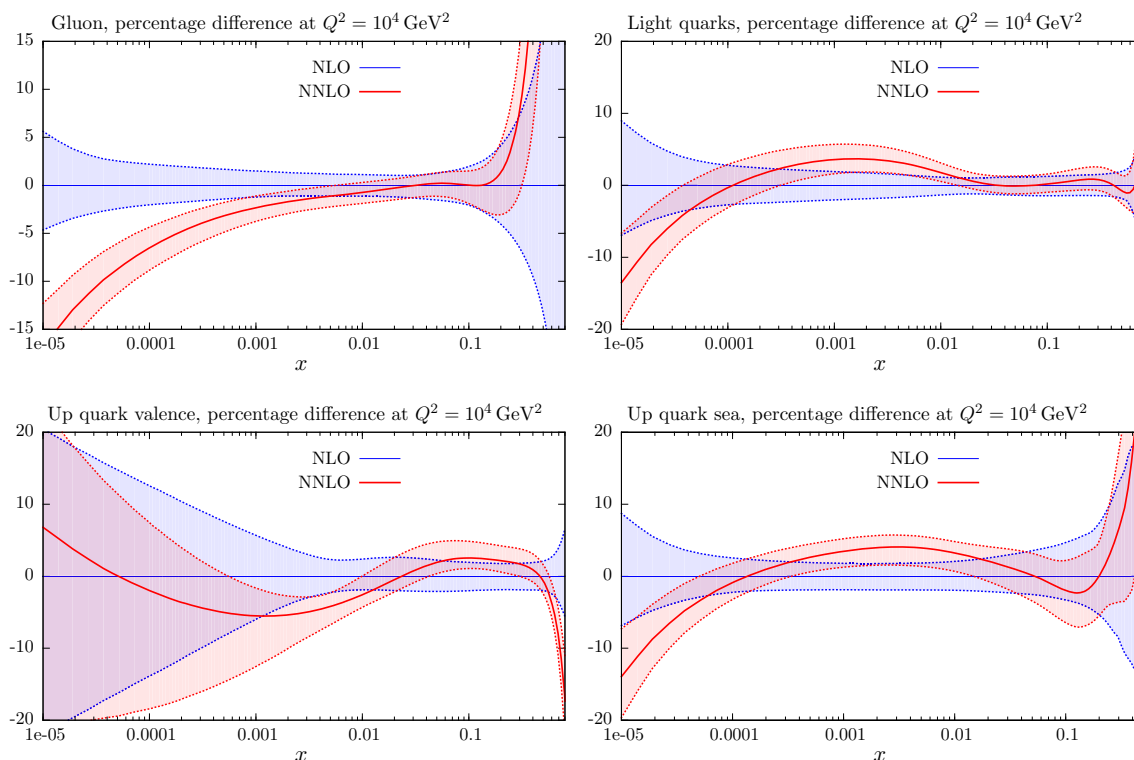 Gluon, percentage difference at Q² = 10⁴ GeV²
NLO
NNLO
15
10
5
0
-5
-10
-15
1e-05 0.0001 0.001 0.01 0.1
x
Light quarks, percentage difference at Q² = 10⁴ GeV²
NLO
NNLO
20
10
0
-10
-20
1e-05 0.0001 0.001 0.01 0.1
x
Up quark valence, percentage difference at Q² = 10⁴ GeV²
NLO
NNLO
20
10
0
-10
-20
1e-05 0.0001 0.001 0.01 0.1
x
Up quark sea, percentage difference at Q² = 10⁴ GeV²
NLO
NNLO
20
10
0
-10
-20
1e-05 0.0001 0.001 0.01 0.1
x